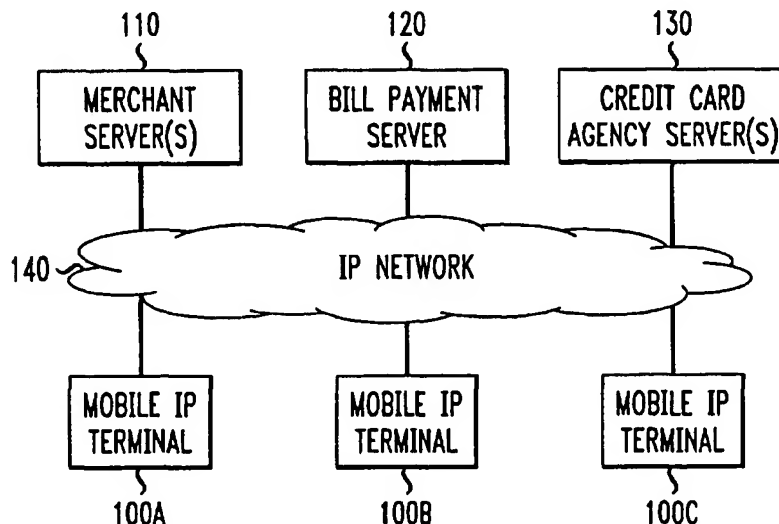 110
120
130
MERCHANT
SERVER(S)
BILL PAYMENT
SERVER
CREDIT CARD
AGENCY SERVER(S)
140
IP NETWORK
MOBILE IP
TERMINAL
MOBILE IP
TERMINAL
MOBILE IP
TERMINAL
100A
100B
100C